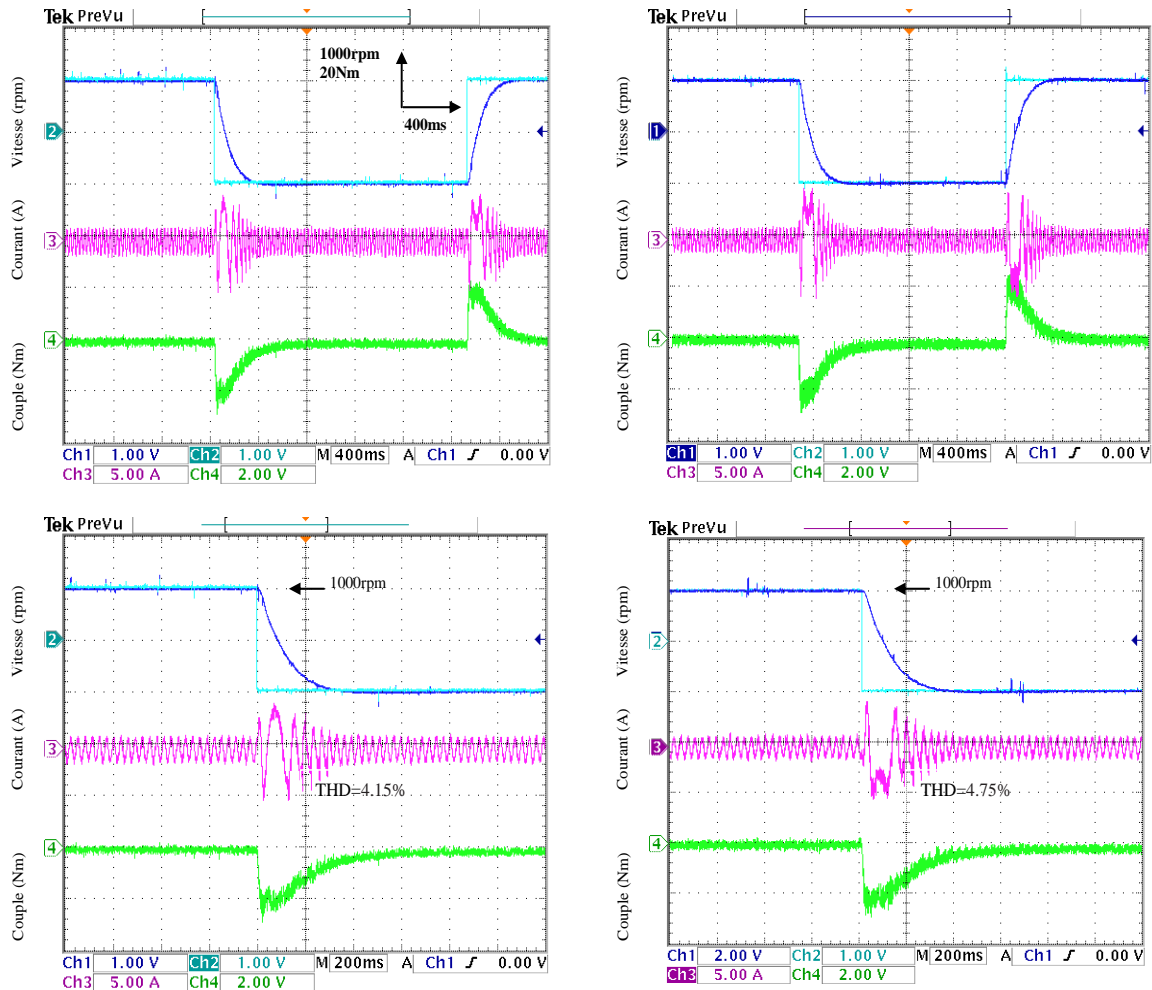 Tek PreVu
Vitesse (rpm)
Courant (A)
Couple (Nm)
1000rpm
20Nm
400ms
2
3
4
Ch1 1.00 V Ch2 1.00 V M 400ms A Ch1 ƒ 0.00 V
Ch3 5.00 A Ch4 2.00 V
Tek PreVu
Vitesse (rpm)
Courant (A)
Couple (Nm)
1
3
4
Ch1 1.00 V Ch2 1.00 V M 400ms A Ch1 ƒ 0.00 V
Ch3 5.00 A Ch4 2.00 V
Tek PreVu
Vitesse (rpm)
Courant (A)
Couple (Nm)
1000rpm
2
3
THD=4.15%
4
Ch1 1.00 V Ch2 1.00 V M 200ms A Ch1 ƒ 0.00 V
Ch3 5.00 A Ch4 2.00 V
Tek PreVu
Vitesse (rpm)
Courant (A)
Couple (Nm)
1000rpm
2
3
THD=4.75%
4
Ch1 2.00 V Ch2 1.00 V M 200ms A Ch1 ƒ 0.00 V
Ch3 5.00 A Ch4 2.00 V